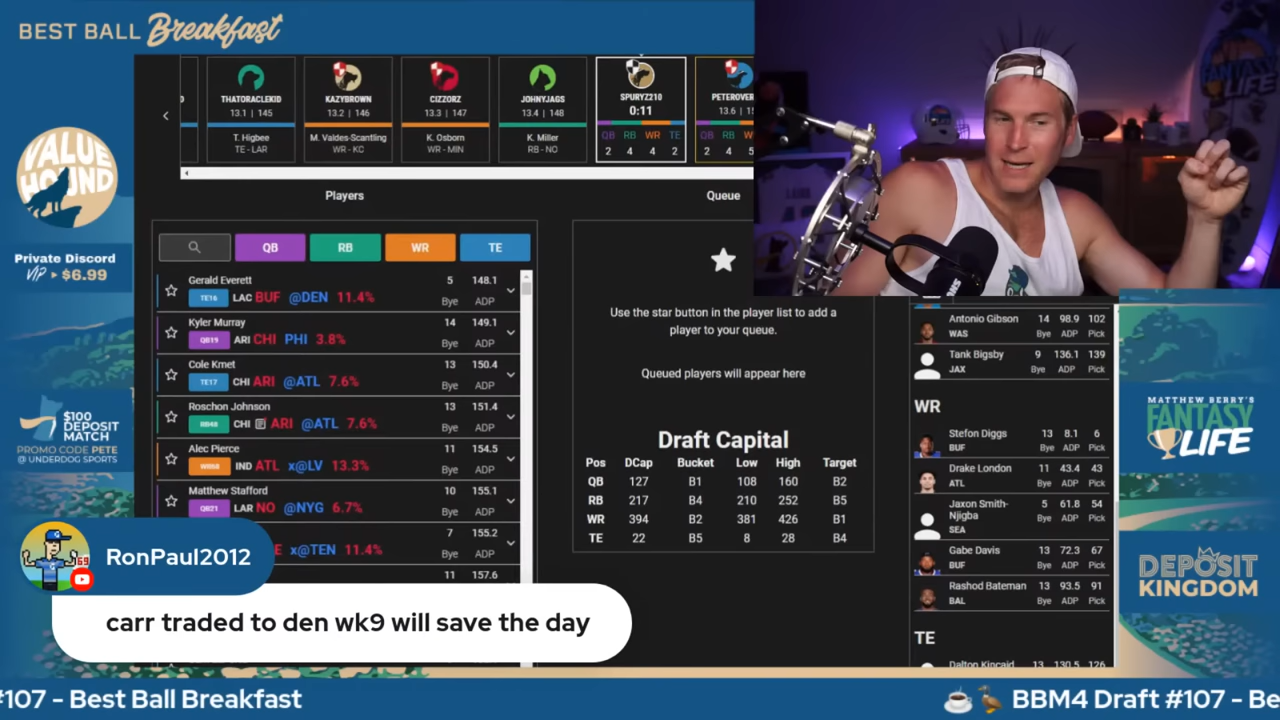 BEST BALL Breakfast
THATORACLEKID
13.1 | 145
T. Higbee
TE - LAR
KAZYBROWN
13.2 | 146
M. Valdes-Scantling
WR - KC
CIZZORZ
13.3 | 147
K. Osborn
WR - MIN
JOHNYJAGS
13.4 | 148
K. Miller
RB - NO
SPURYZ210
0:11
QB RB WR TE
2 4 4 2
PETEROVER
13.6 | 15
QB RB W
2 4 5
VALUE
HOUND
Private Discord
VIP ▸ $6.99
$100
DEPOSIT
MATCH
PROMO CODE PETE
@ UNDERDOG SPORTS
Players
Queue
QB RB WR TE
Gerald Everett 5 148.1
TE16 LAC BUF @DEN 11.4% Bye ADP
Kyler Murray 14 149.1
QB19 ARI CHI PHI 3.8% Bye ADP
Cole Kmet 13 150.4
TE17 CHI ARI @ATL 7.6% Bye ADP
Roschon Johnson 13 151.4
RB48 CHI ARI @ATL 7.6% Bye ADP
Alec Pierce 11 154.5
WR68 IND ATL x@LV 13.3% Bye ADP
Matthew Stafford 10 155.1
QB21 LAR NO @NYG 6.7% Bye ADP
7 155.2
E x@TEN 11.4% Bye ADP
11 157.6
Use the star button in the player list to add a
player to your queue.
Queued players will appear here
Draft Capital
Pos DCap Bucket Low High Target
QB 127 B1 108 160 B2
RB 217 B4 210 252 B5
WR 394 B2 381 426 B1
TE 22 B5 8 28 B4
Antonio Gibson 14 98.9 102
WAS Bye ADP Pick
Tank Bigsby 9 136.1 139
JAX Bye ADP Pick
WR
Stefon Diggs 13 8.1 6
BUF Bye ADP Pick
Drake London 11 43.4 43
ATL Bye ADP Pick
Jaxon Smith-
Njigba 5 61.8 54
SEA Bye ADP Pick
Gabe Davis 13 72.3 67
BUF Bye ADP Pick
Rashod Bateman 13 93.5 91
BAL Bye ADP Pick
TE
Dalton Kincaid 13 130.5 126
MATTHEW BERRY'S
FANTASY
LIFE
DEPOSIT
KINGDOM
RonPaul2012
carr traded to den wk9 will save the day
#107 - Best Ball Breakfast
BBM4 Draft #107 - Be